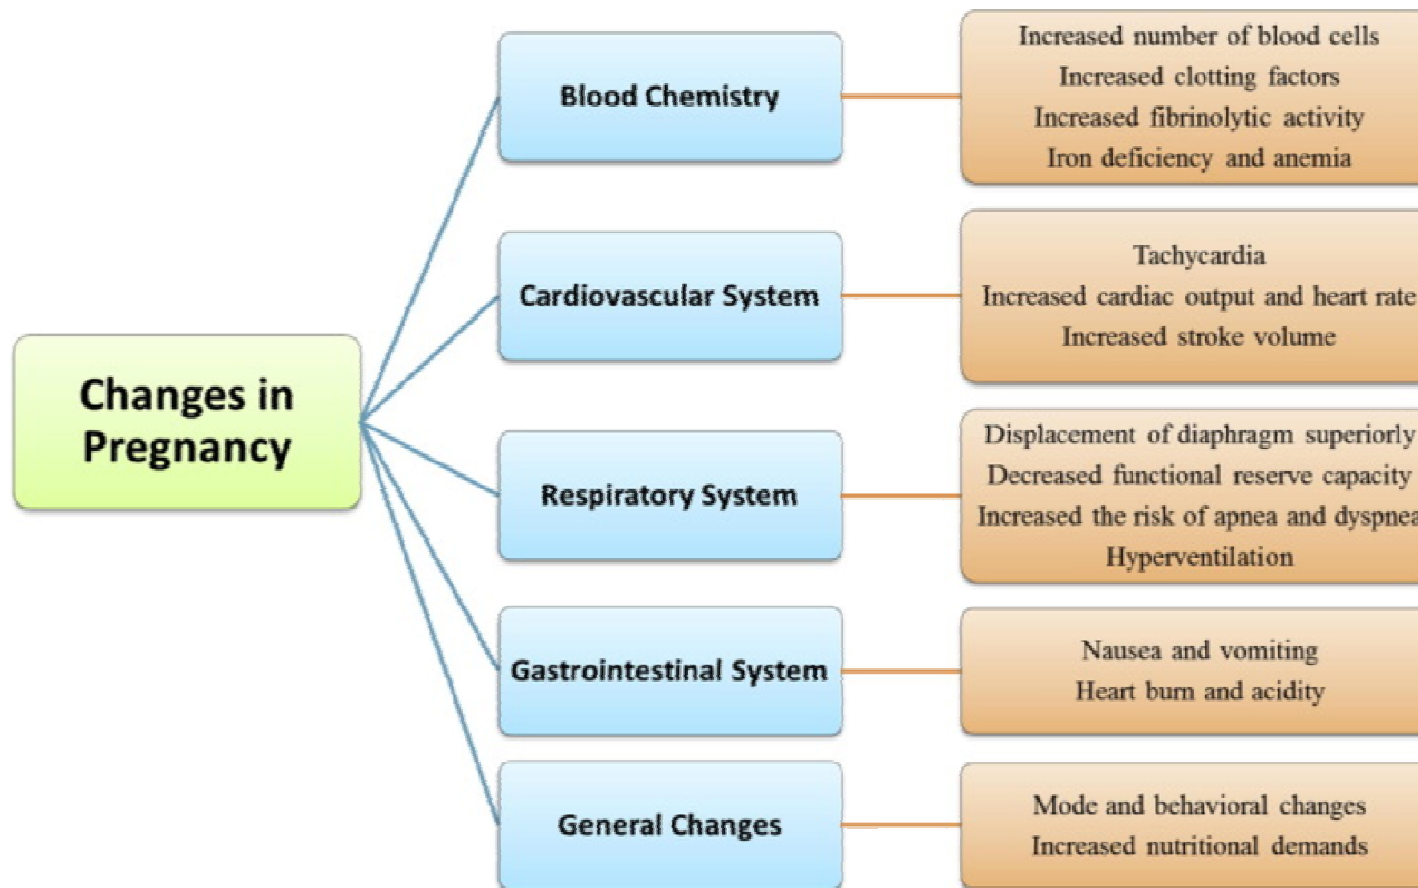 Changes in
Pregnancy
Blood Chemistry
Increased number of blood cells
Increased clotting factors
Increased fibrinolytic activity
Iron deficiency and anemia
Cardiovascular System
Tachycardia
Increased cardiac output and heart rate
Increased stroke volume
Respiratory System
Displacement of diaphragm superiorly
Decreased functional reserve capacity
Increased the risk of apnea and dyspnea
Hyperventilation
Gastrointestinal System
Nausea and vomiting
Heart burn and acidity
General Changes
Mode and behavioral changes
Increased nutritional demands